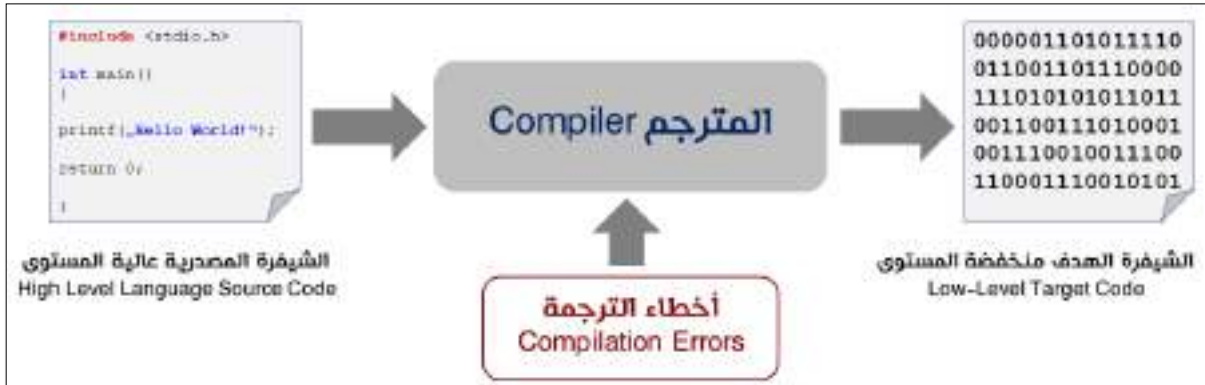 #include <stdio.h>
int main()
{
printf(„Hello World!");
return 0;
}
الشيفرة المصدرية عالية المستوى
High Level Language Source Code
المترجم Compiler
أخطاء الترجمة
Compilation Errors
000001101011110
011001101110000
111010101011011
001100111010001
001110010011100
110001110010101
الشيفرة الهدف منخفضة المستوى
Low-Level Target Code